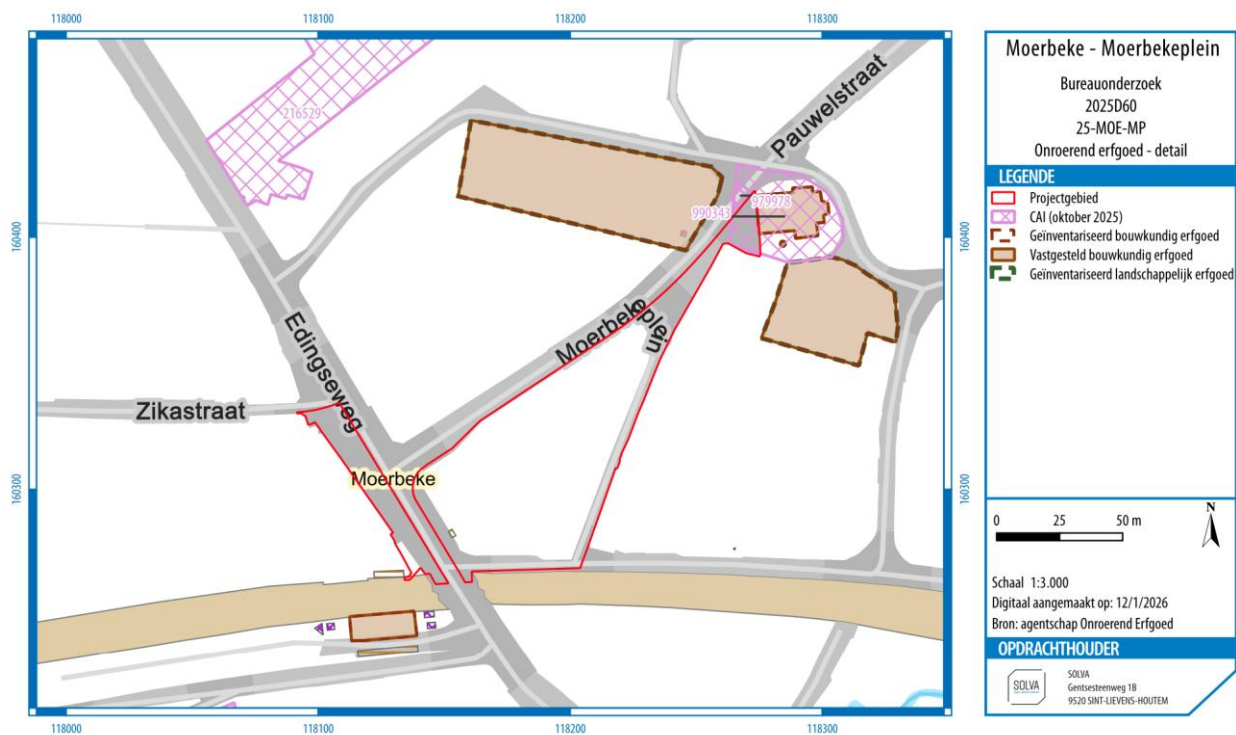 118000
118100
118200
118300
216529
Pauwelstraat
979978
990343
160400
160400
Moerbekeplein
Edingseweg
Zikastraat
Moerbeke
160300
160300
118000
118100
118200
118300
Moerbeke - Moerbekeplein
Bureauonderzoek
2025D60
25-MOE-MP
Onroerend erfgoed - detail
LEGENDE
Projectgebied
CAI (oktober 2025)
Geïnventariseerd bouwkundig erfgoed
Vastgesteld bouwkundig erfgoed
Geïnventariseerd landschappelijk erfgoed
0 25 50 m
N
Schaal 1:3.000
Digitaal aangemaakt op: 12/1/2026
Bron: agentschap Onroerend Erfgoed
OPDRACHTHOUDER
SOLVA
SOLVA
Gentsesteenweg 1B
9520 SINT-LIEVENS-HOUTEM